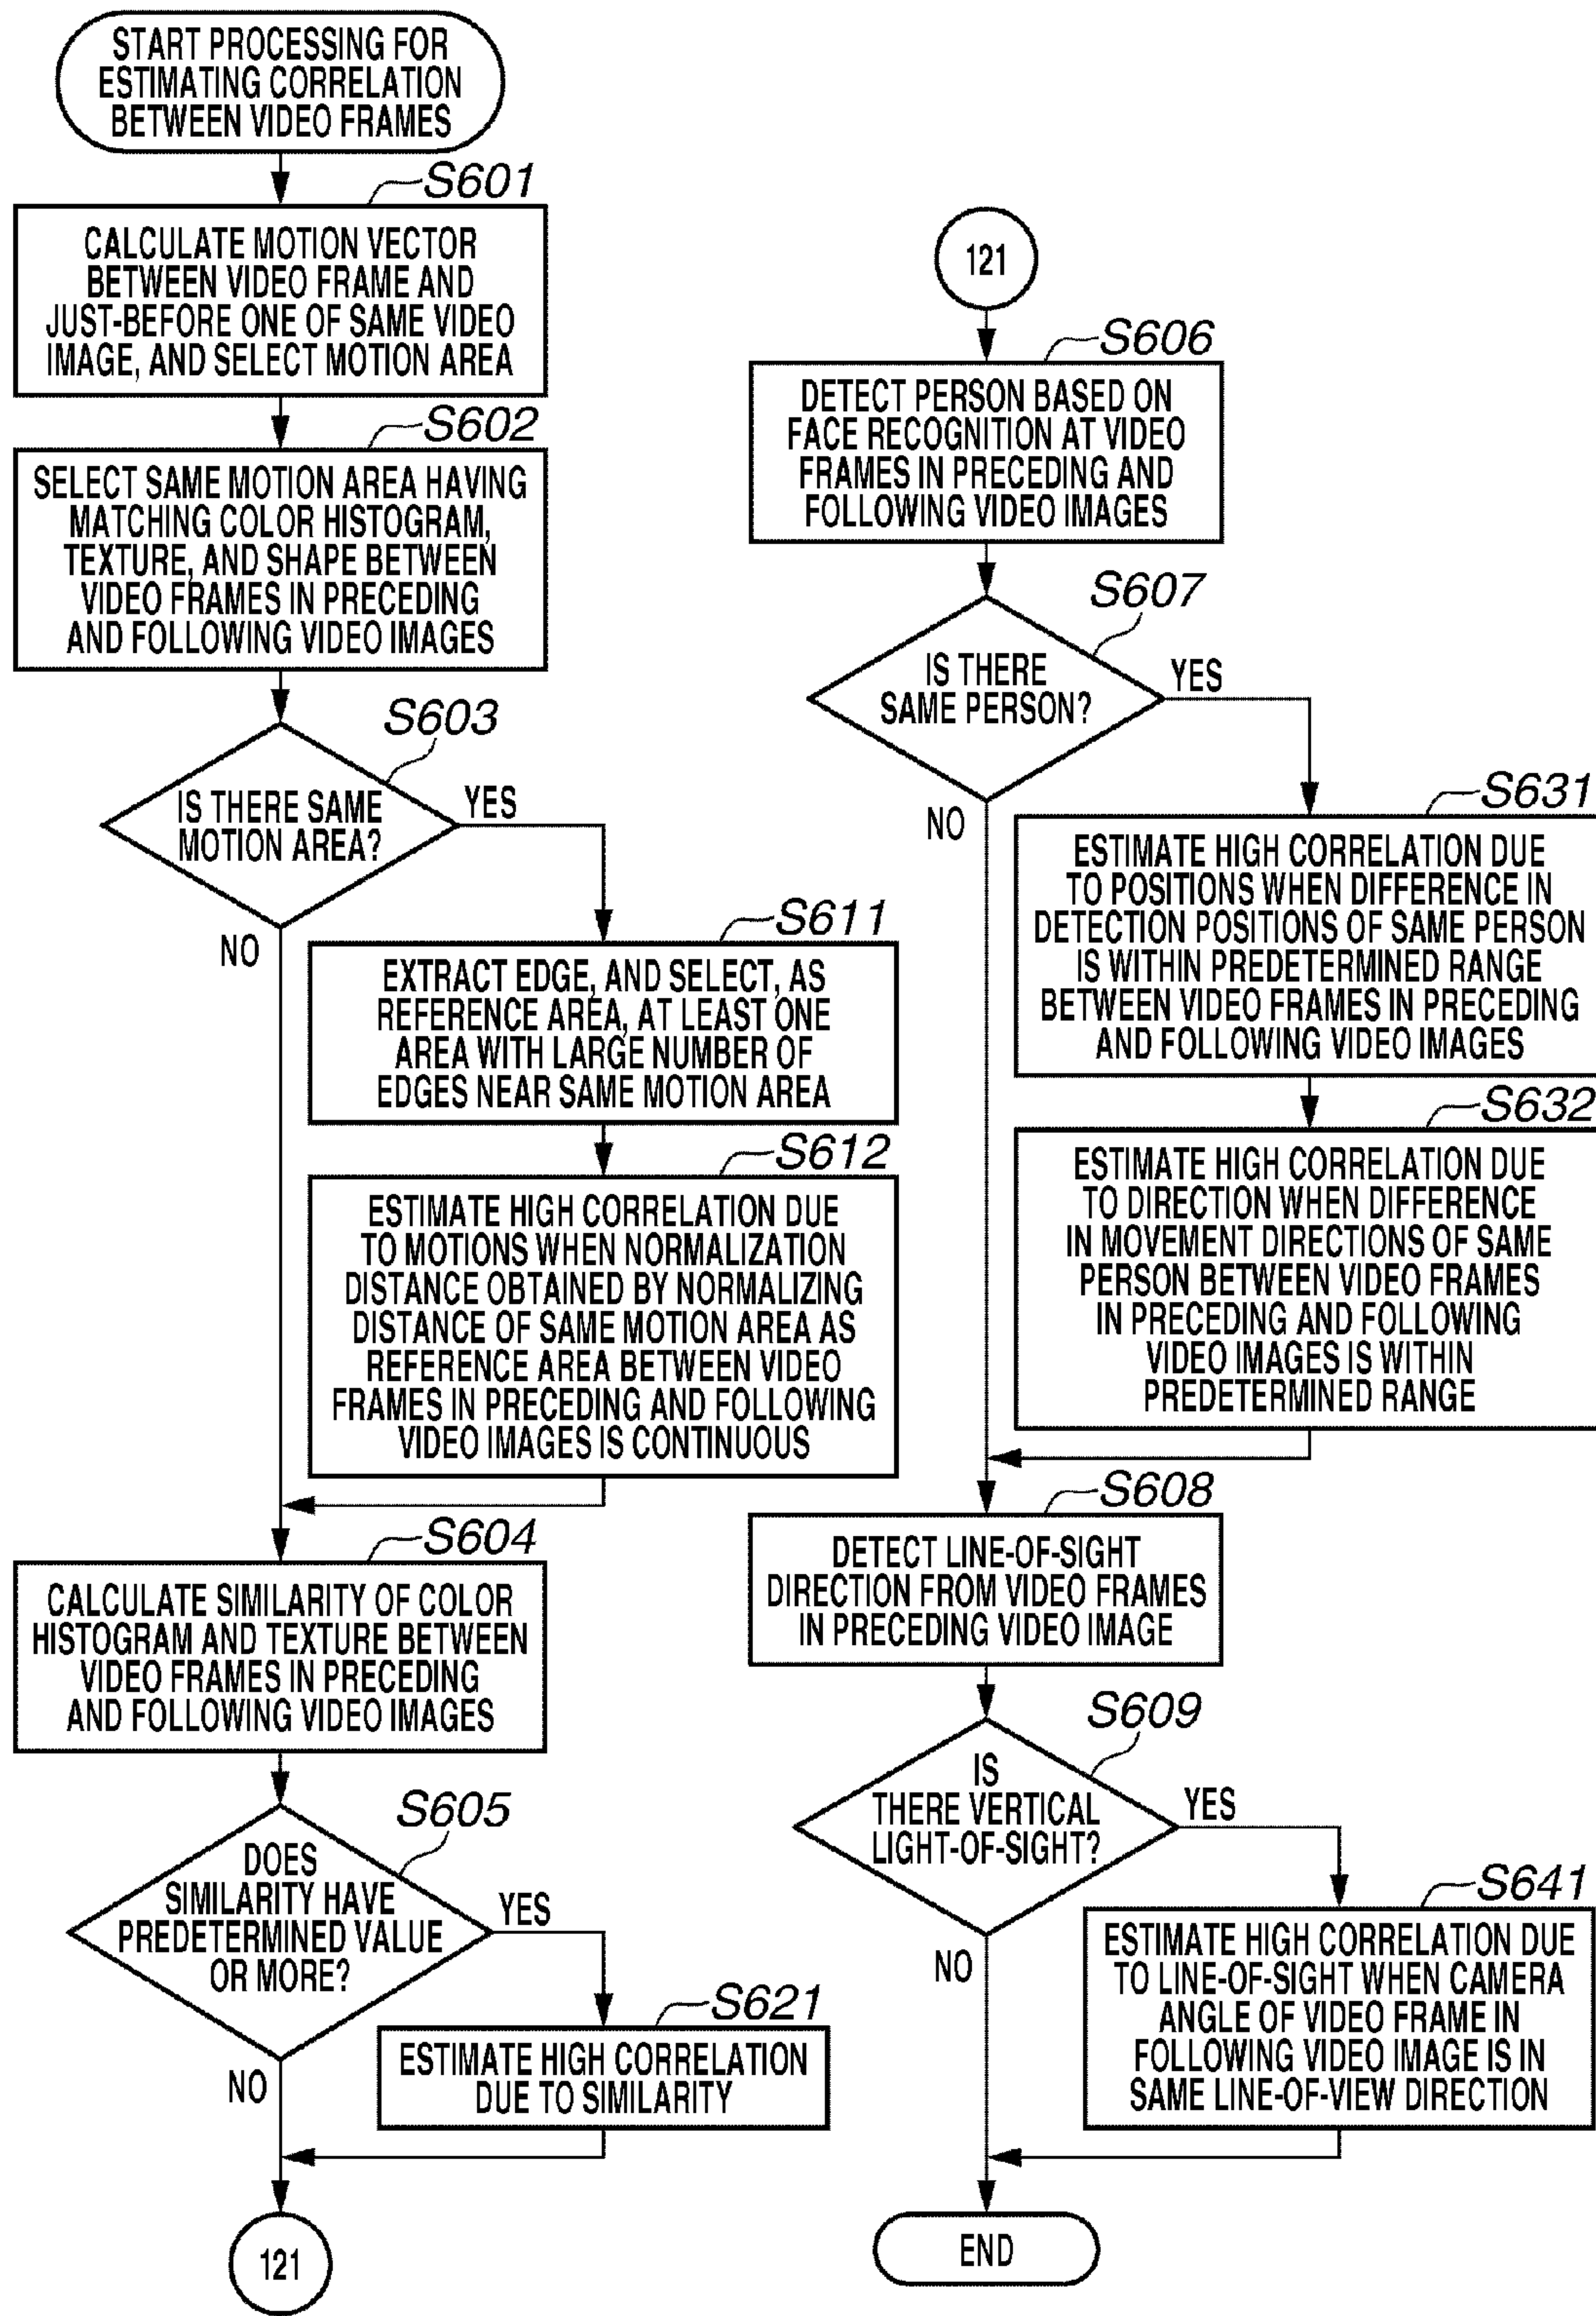 START PROCESSING FOR
ESTIMATING CORRELATION
BETWEEN VIDEO FRAMES
S601
CALCULATE MOTION VECTOR
BETWEEN VIDEO FRAME AND
JUST-BEFORE ONE OF SAME VIDEO
IMAGE, AND SELECT MOTION AREA
S602
SELECT SAME MOTION AREA HAVING
MATCHING COLOR HISTOGRAM,
TEXTURE, AND SHAPE BETWEEN
VIDEO FRAMES IN PRECEDING
AND FOLLOWING VIDEO IMAGES
S603
IS THERE SAME
MOTION AREA?
YES
NO
S611
EXTRACT EDGE, AND SELECT, AS
REFERENCE AREA, AT LEAST ONE
AREA WITH LARGE NUMBER OF
EDGES NEAR SAME MOTION AREA
S612
ESTIMATE HIGH CORRELATION DUE
TO MOTIONS WHEN NORMALIZATION
DISTANCE OBTAINED BY NORMALIZING
DISTANCE OF SAME MOTION AREA AS
REFERENCE AREA BETWEEN VIDEO
FRAMES IN PRECEDING AND FOLLOWING
VIDEO IMAGES IS CONTINUOUS
S604
CALCULATE SIMILARITY OF COLOR
HISTOGRAM AND TEXTURE BETWEEN
VIDEO FRAMES IN PRECEDING
AND FOLLOWING VIDEO IMAGES
S605
DOES
SIMILARITY HAVE
PREDETERMINED VALUE
OR MORE?
YES
NO
S621
ESTIMATE HIGH CORRELATION
DUE TO SIMILARITY
121
121
S606
DETECT PERSON BASED ON
FACE RECOGNITION AT VIDEO
FRAMES IN PRECEDING AND
FOLLOWING VIDEO IMAGES
S607
IS THERE
SAME PERSON?
YES
NO
S631
ESTIMATE HIGH CORRELATION DUE
TO POSITIONS WHEN DIFFERENCE IN
DETECTION POSITIONS OF SAME PERSON
IS WITHIN PREDETERMINED RANGE
BETWEEN VIDEO FRAMES IN PRECEDING
AND FOLLOWING VIDEO IMAGES
S632
ESTIMATE HIGH CORRELATION DUE
TO DIRECTION WHEN DIFFERENCE
IN MOVEMENT DIRECTIONS OF SAME
PERSON BETWEEN VIDEO FRAMES
IN PRECEDING AND FOLLOWING
VIDEO IMAGES IS WITHIN
PREDETERMINED RANGE
S608
DETECT LINE-OF-SIGHT
DIRECTION FROM VIDEO FRAMES
IN PRECEDING VIDEO IMAGE
S609
IS
THERE VERTICAL
LIGHT-OF-SIGHT?
YES
NO
S641
ESTIMATE HIGH CORRELATION DUE
TO LINE-OF-SIGHT WHEN CAMERA
ANGLE OF VIDEO FRAME IN
FOLLOWING VIDEO IMAGE IS IN
SAME LINE-OF-VIEW DIRECTION
END